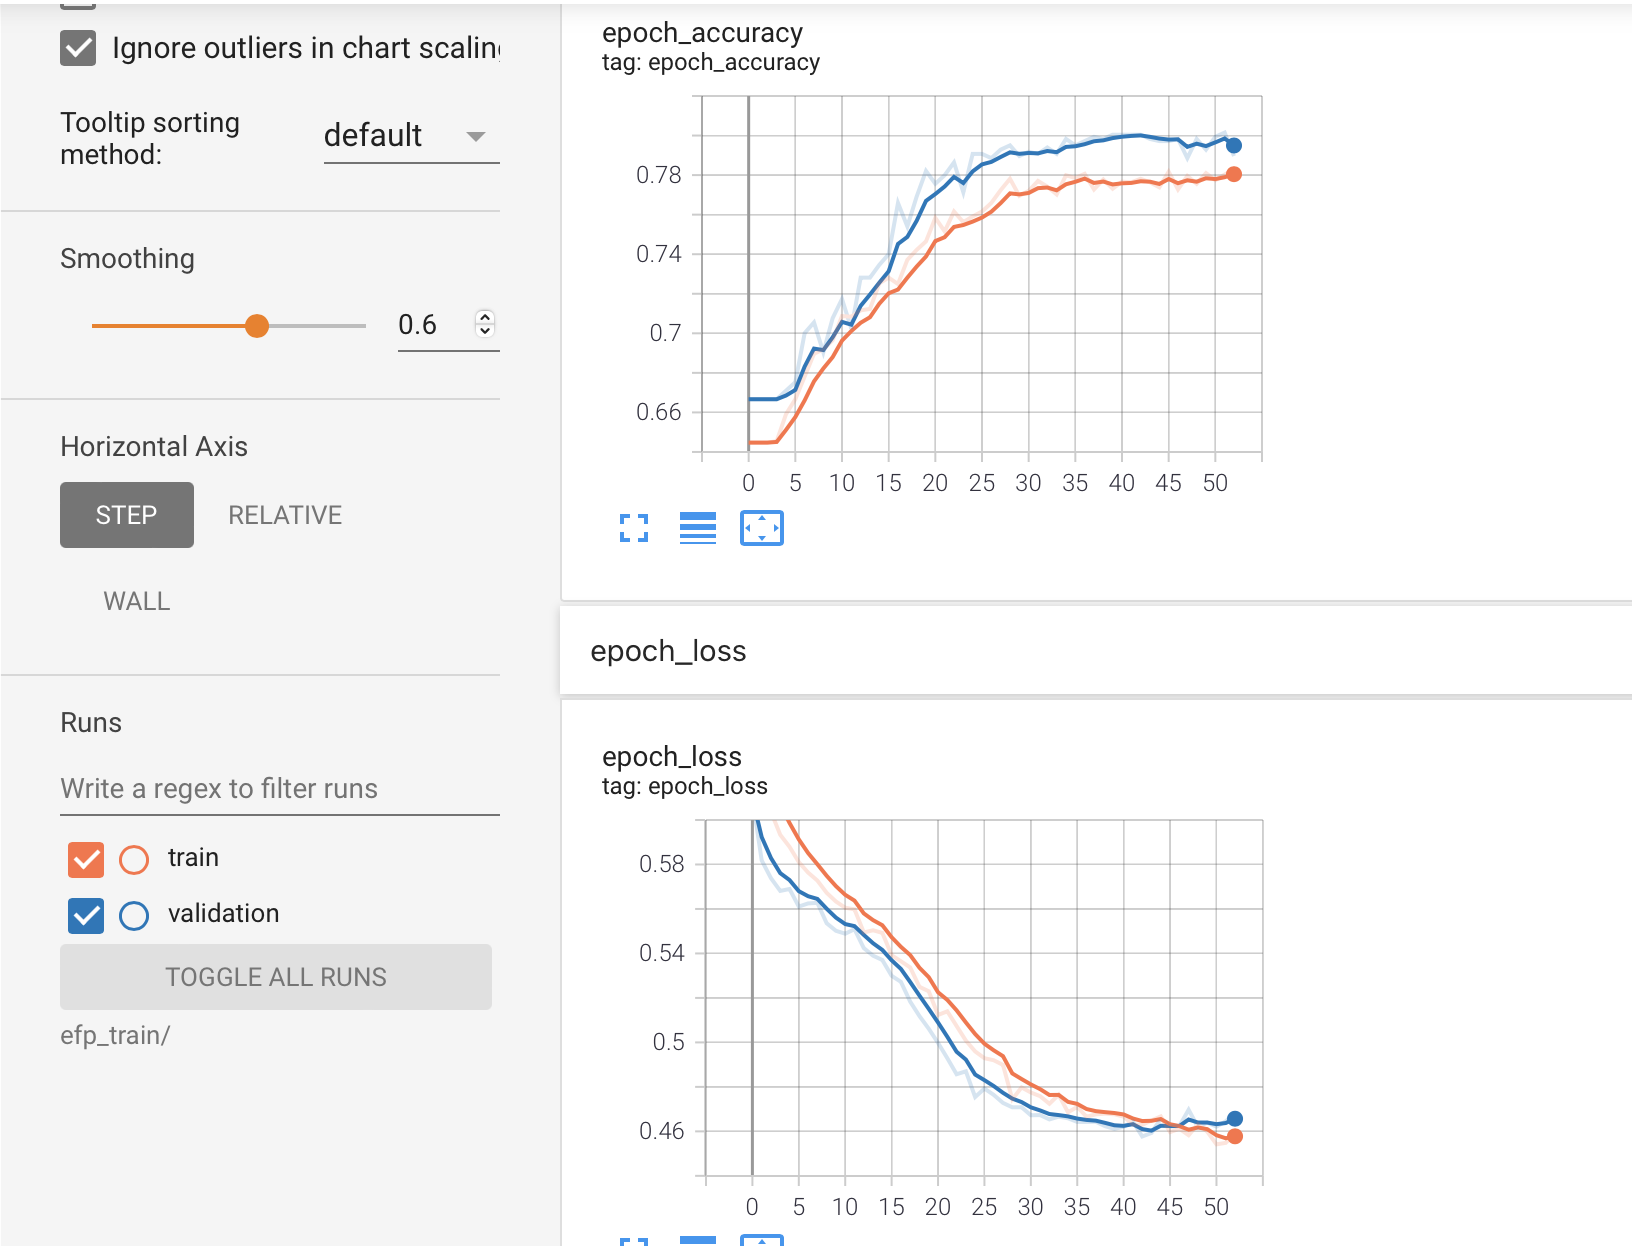 Ignore outliers in chart scaling
Tooltip sorting
method:
default
Smoothing
0.6
Horizontal Axis
STEP
RELATIVE
WALL
Runs
Write a regex to filter runs
train
validation
TOGGLE ALL RUNS
efp_train/
epoch_accuracy
tag: epoch_accuracy
0.78
0.74
0.7
0.66
0 5 10 15 20 25 30 35 40 45 50
epoch_loss
epoch_loss
tag: epoch_loss
0.58
0.54
0.5
0.46
0 5 10 15 20 25 30 35 40 45 50